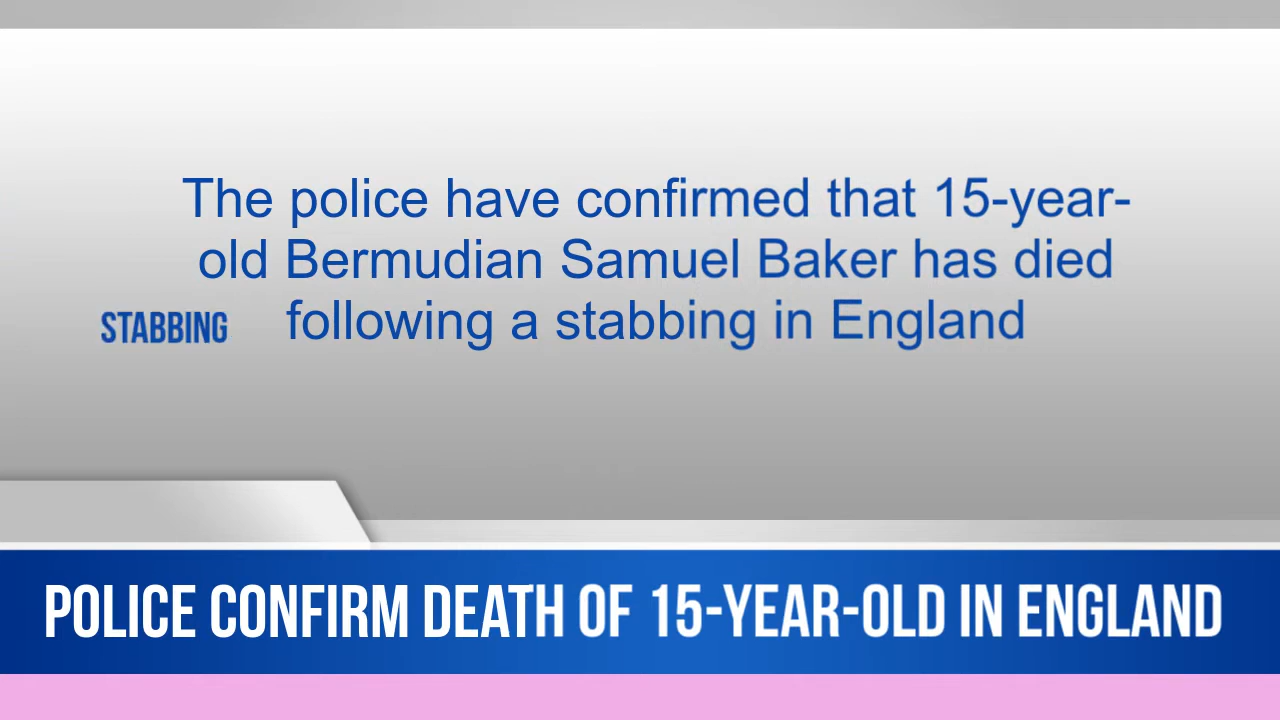 The police have confirmed that 15-year-
old Bermudian Samuel Baker has died
following a stabbing in England
STABBING
POLICE CONFIRM DEATH OF 15-YEAR-OLD IN ENGLAND